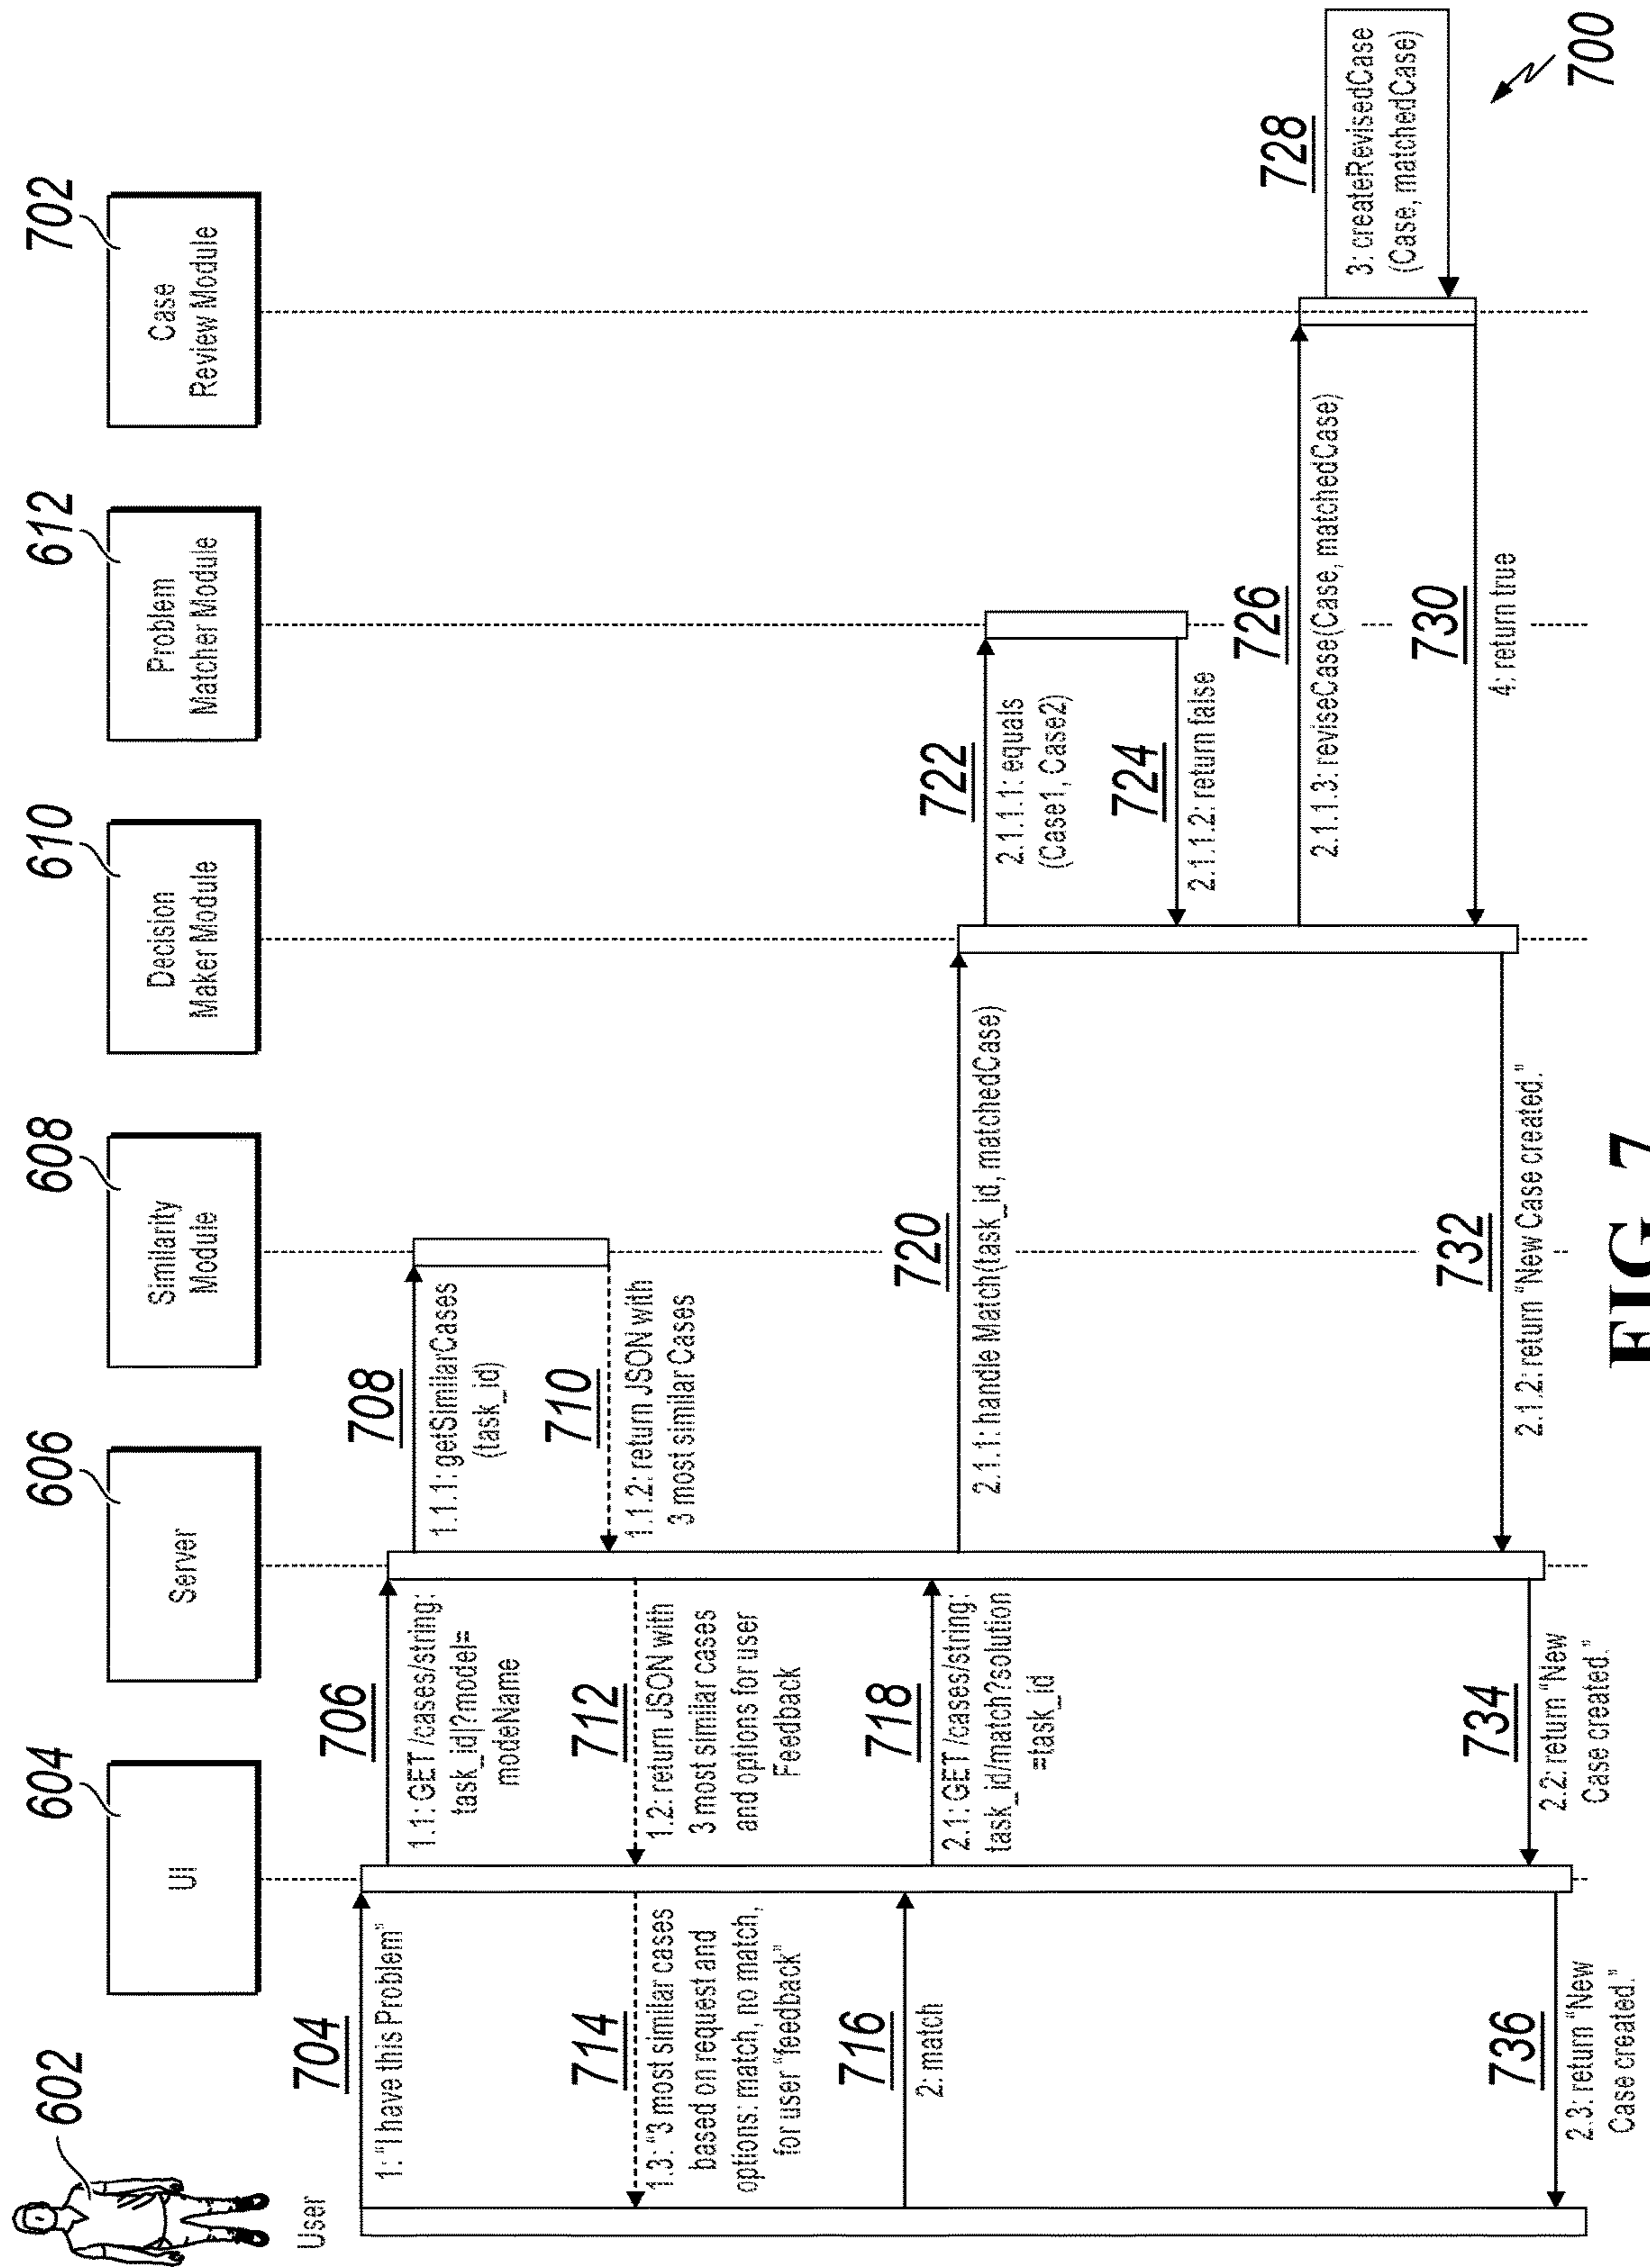 602
User
604
UI
606
Server
608
Similarity
Module
610
Decision
Maker Module
612
Problem
Matcher Module
702
Case
Review Module
704
1: "I have this Problem"
706
1.1: GET /cases/string:
task_id|?model=
modeName
708
1.1.1: getSimilarCases
(task_id)
710
1.1.2: return JSON with
3 most similar Cases
712
1.2: return JSON with
3 most similar cases
and options for user
Feedback
714
1.3: "3 most similar cases
based on request and
options: match, no match,
for user "feedback"
716
2: match
718
2.1: GET /cases/string:
task_id/match?solution
=task_id
720
2.1.1: handle Match(task_id, matchedCase)
722
2.1.1.1: equals
(Case1, Case2)
724
2.1.1.2: return false
726
2.1.1.3: reviseCase(Case, matchedCase)
728
3: createRevisedCase
(Case, matchedCase)
730
4: return true
732
2.1.2: return "New Case created."
734
2.2: return "New
Case created."
736
2.3: return "New
Case created."
700
FIG. 7